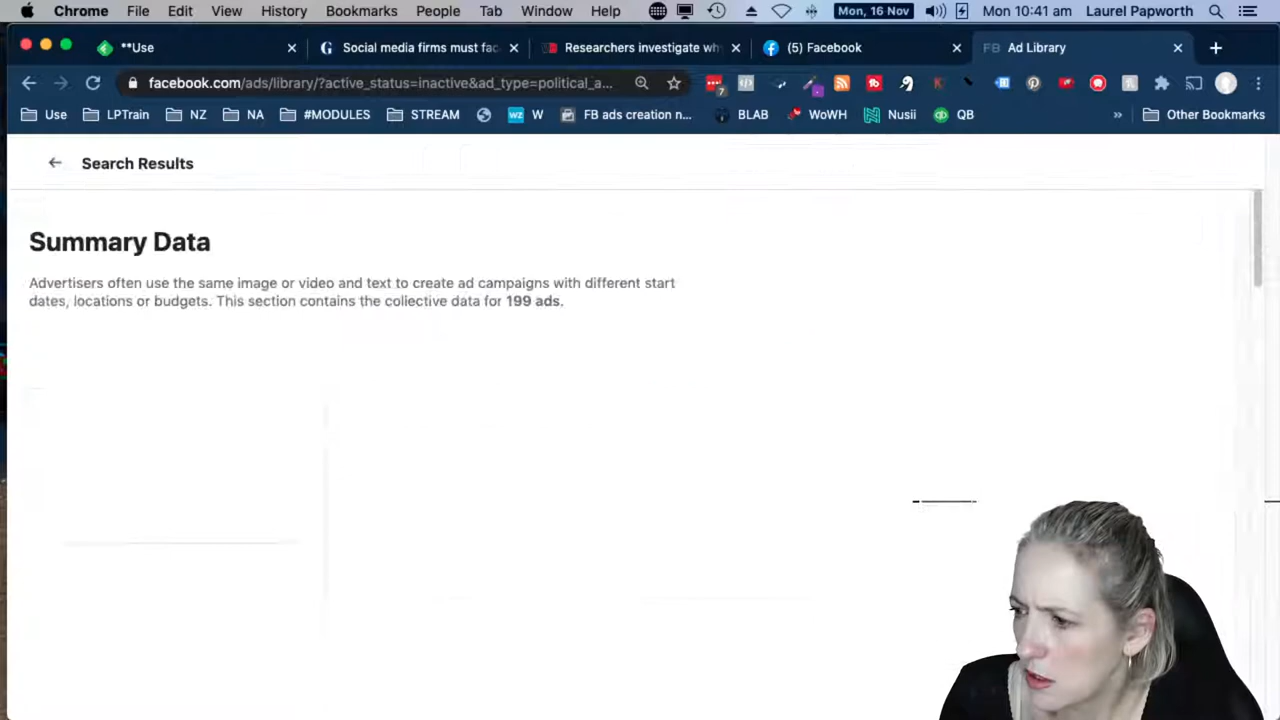 Chrome File Edit View History Bookmarks People Tab Window Help Mon, 16 Nov Mon 10:41 am Laurel Papworth
**Use Social media firms must fac Researchers investigate wh (5) Facebook FB Ad Library
facebook.com/ads/library/?active_status=inactive&ad_type=political_a... 7
Use LPTrain NZ NA #MODULES STREAM wz W FB ads creation n... BLAB WoWH Nusii QB » Other Bookmarks
Search Results
Summary Data
Advertisers often use the same image or video and text to create ad campaigns with different start
dates, locations or budgets. This section contains the collective data for 199 ads.